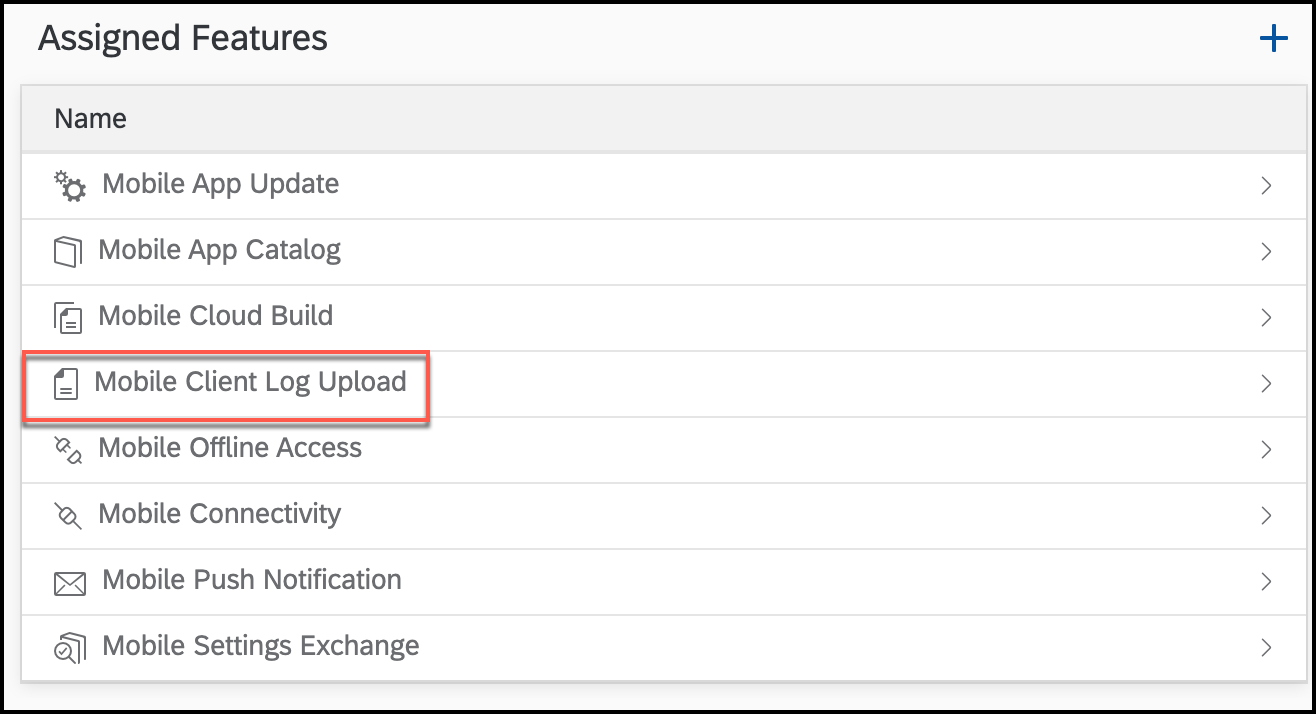 Assigned Features
Name
Mobile App Update
Mobile App Catalog
Mobile Cloud Build
Mobile Client Log Upload
Mobile Offline Access
Mobile Connectivity
Mobile Push Notification
Mobile Settings Exchange